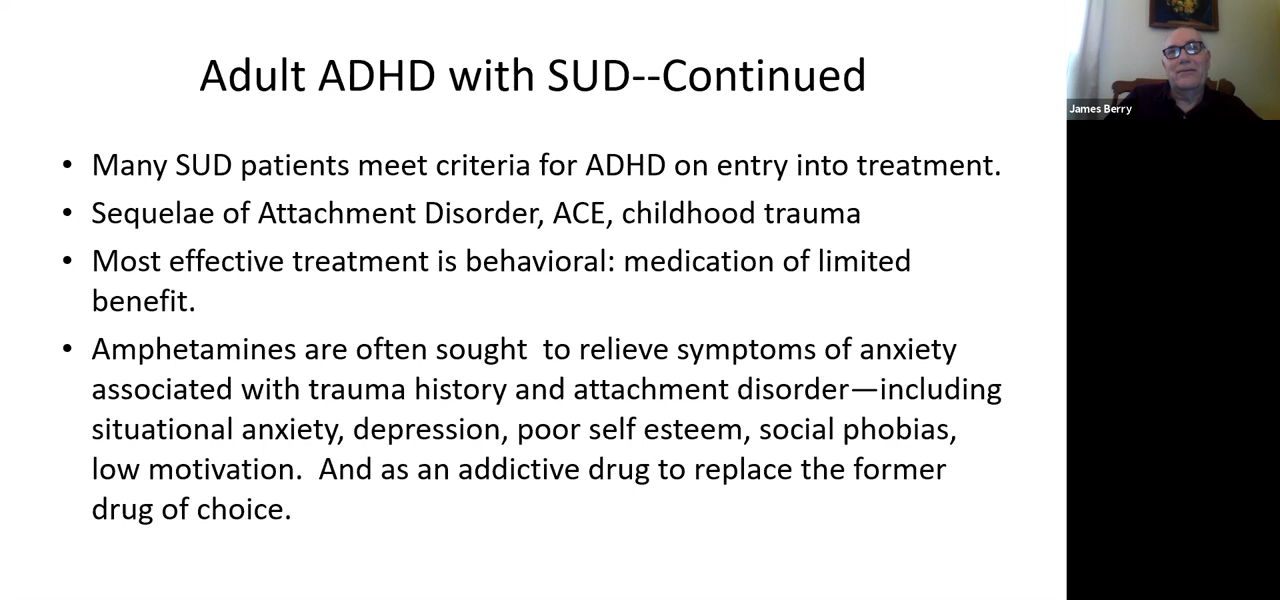 Adult ADHD with SUD--Continued
• Many SUD patients meet criteria for ADHD on entry into treatment.
• Sequelae of Attachment Disorder, ACE, childhood trauma
• Most effective treatment is behavioral: medication of limited
benefit.
• Amphetamines are often sought  to relieve symptoms of anxiety
associated with trauma history and attachment disorder—including
situational anxiety, depression, poor self esteem, social phobias,
low motivation.  And as an addictive drug to replace the former
drug of choice.
James Berry